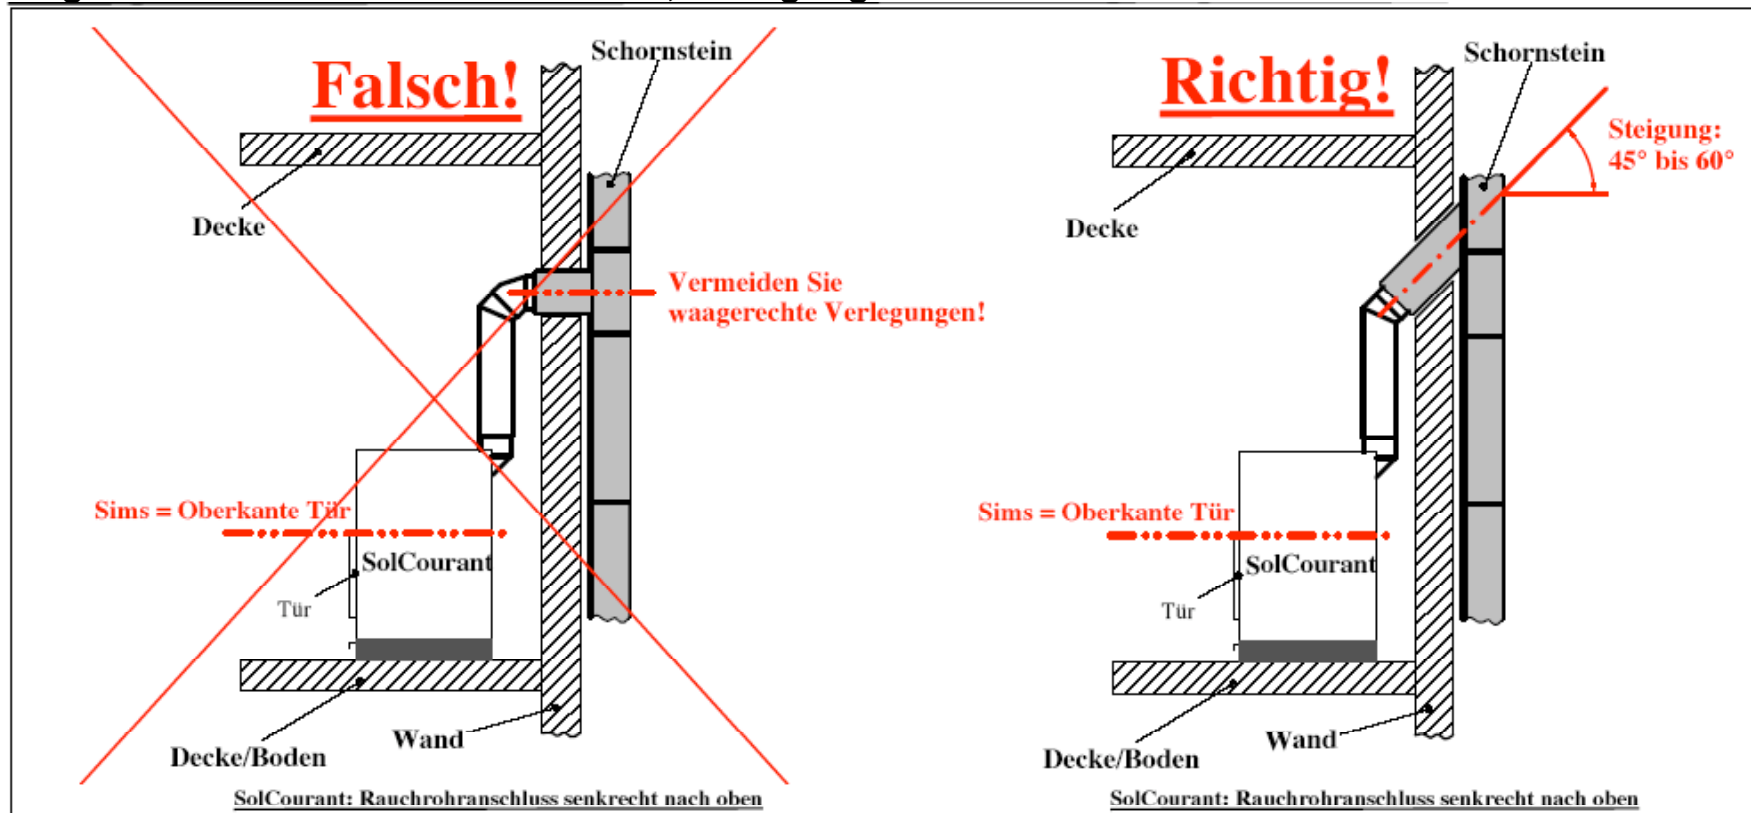 Falsch!
Schornstein
Decke
Vermeiden Sie
waagerechte Verlegungen!
Sims = Oberkante Tür
SolCourant
Tür
Wand
Decke/Boden
SolCourant: Rauchrohranschluss senkrecht nach oben
Richtig!
Schornstein
Steigung:
45° bis 60°
Decke
Sims = Oberkante Tür
SolCourant
Tür
Wand
Decke/Boden
SolCourant: Rauchrohranschluss senkrecht nach oben